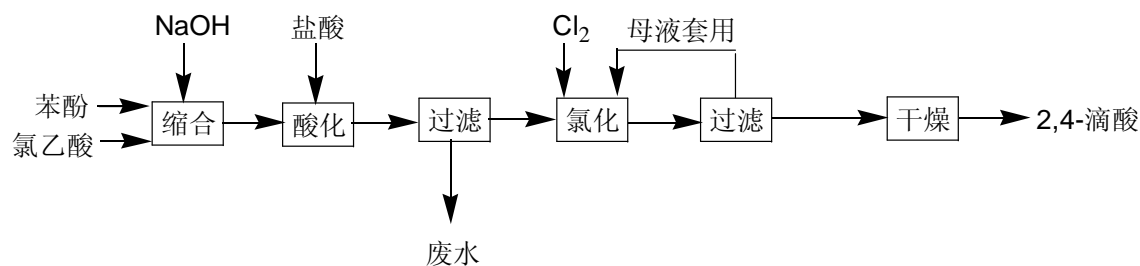 NaOH
盐酸
Cl₂
母液套用
苯酚
氯乙酸
缩合
酸化
过滤
氯化
过滤
干燥
2,4-滴酸
废水